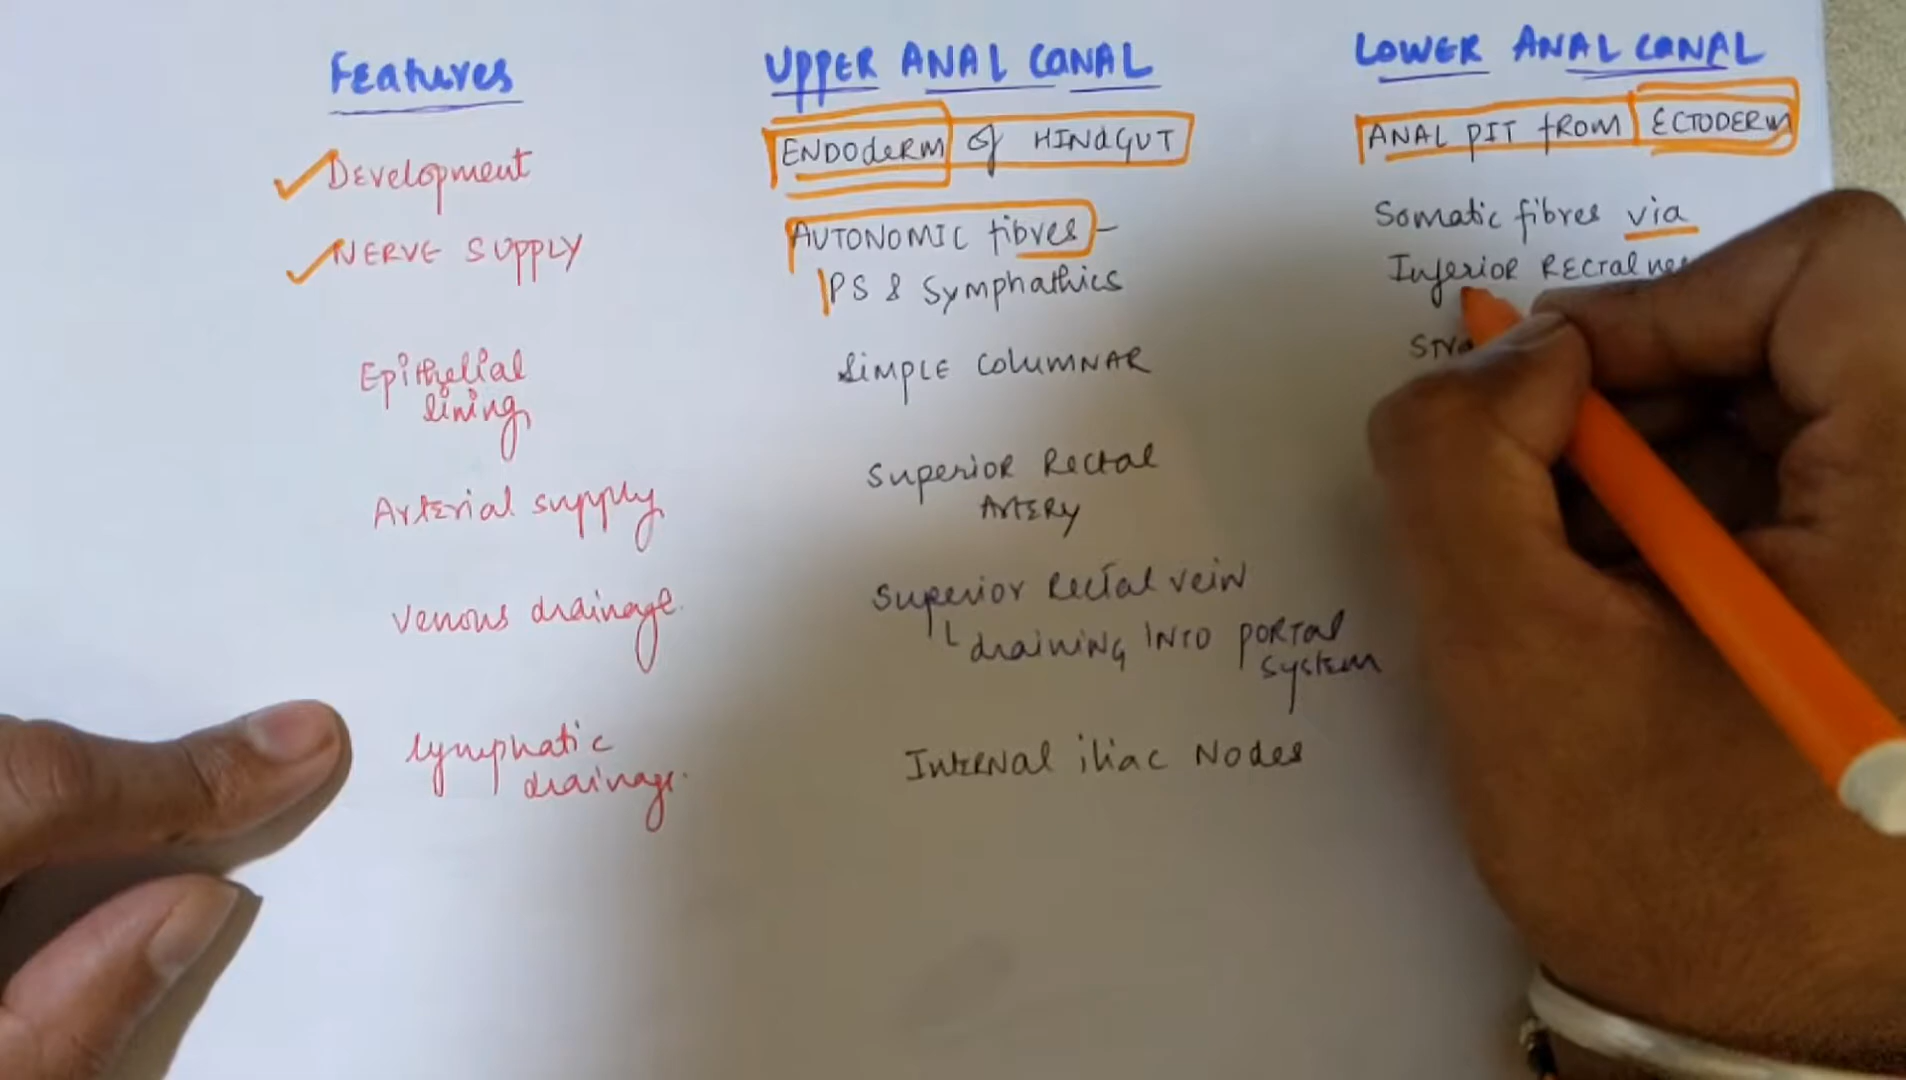 Features
UPPER ANAL CANAL
LOWER ANAL CANAL
Development
ENDOdERM of HINdGUT
ANAL PIT FROM ECTODERM
NERVE SUPPLY
AUTONOMIC fibres -
PS & Symphathics
Somatic fibres via
Inferior RECTAL
Epithelial
lining
SIMPLE COLUMNAR
Arterial supply
Superior Rectal
ARTERY
Venous drainage.
Superior Rectal vein
draining INTO PORTAL
system
lymphatic
drainage.
INTERNAL iliac Nodes